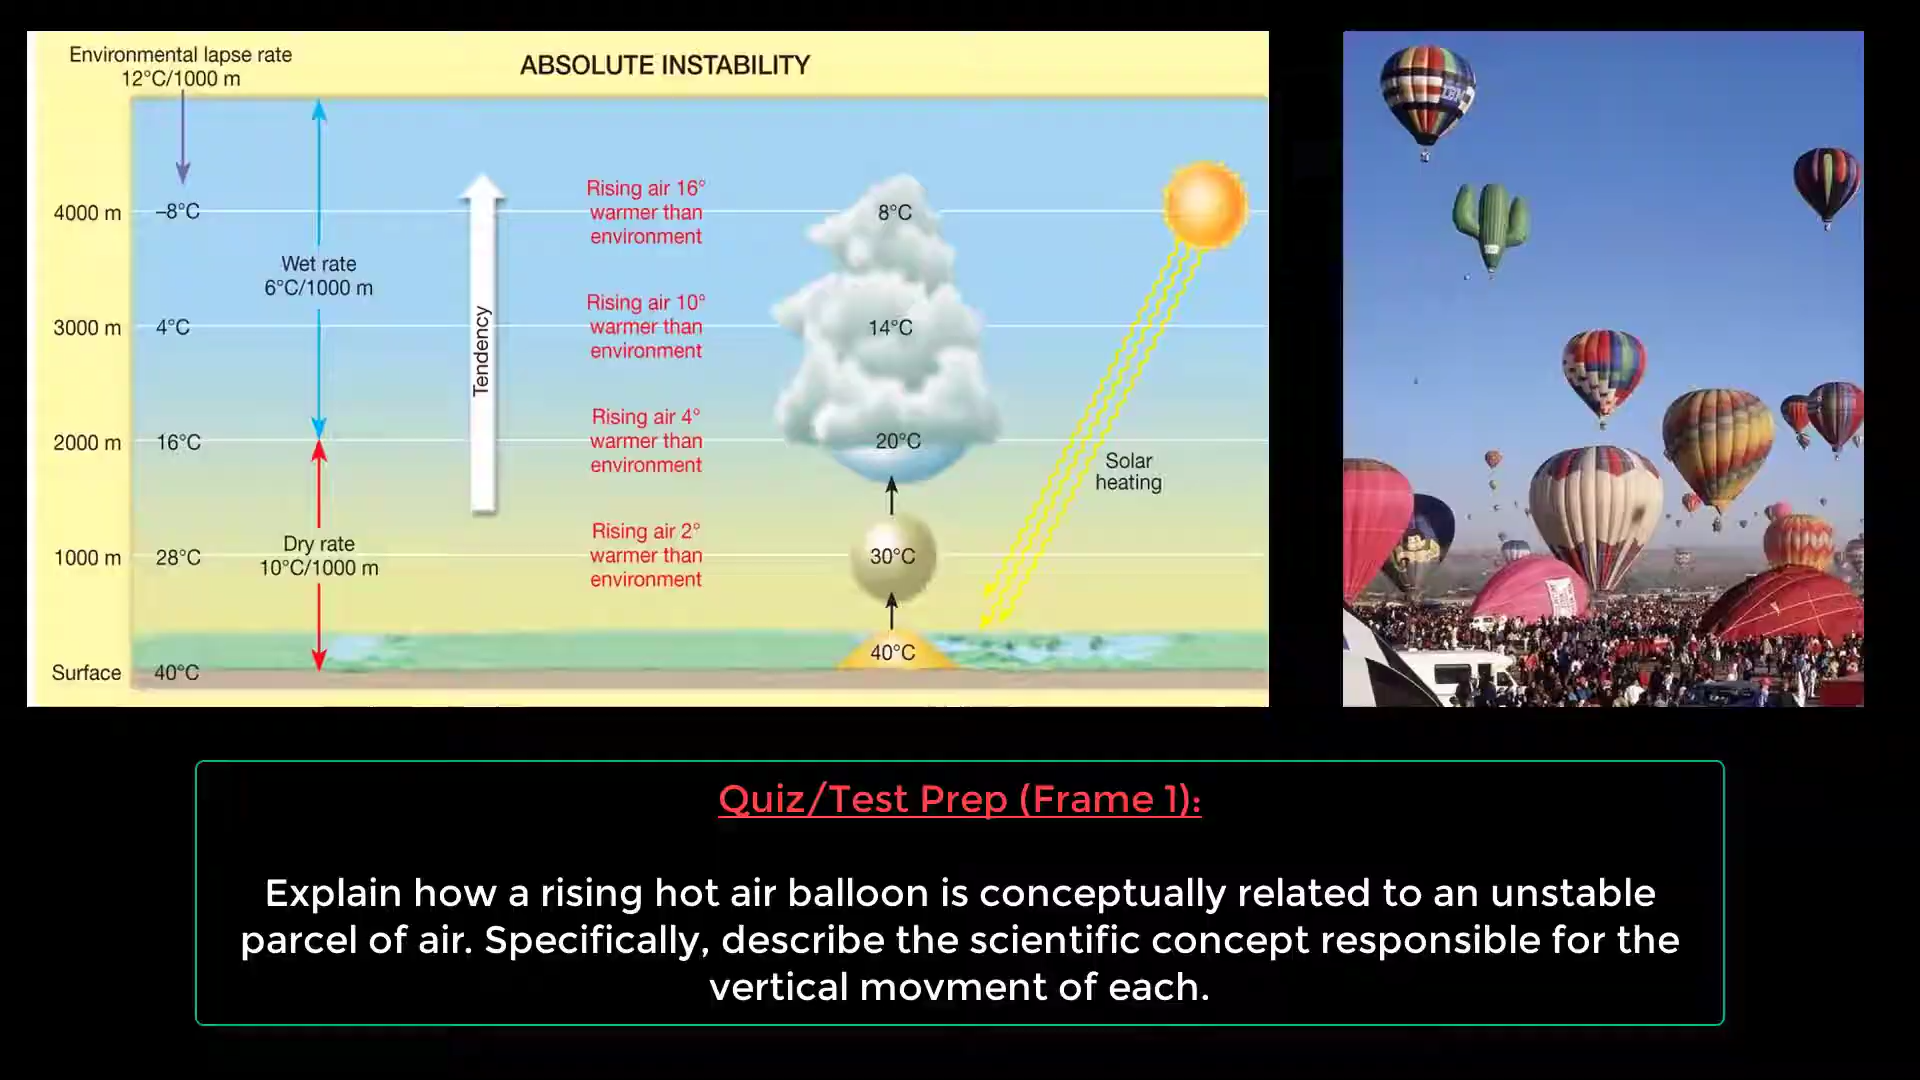 Environmental lapse rate
12°C/1000 m
ABSOLUTE INSTABILITY
4000 m
–8°C
Rising air 16°
warmer than
environment
8°C
Wet rate
6°C/1000 m
3000 m
4°C
Tendency
Rising air 10°
warmer than
environment
14°C
2000 m
16°C
Rising air 4°
warmer than
environment
20°C
Solar
heating
1000 m
28°C
Dry rate
10°C/1000 m
Rising air 2°
warmer than
environment
30°C
Surface
40°C
40°C
IBM
Quiz/Test Prep (Frame 1):
Explain how a rising hot air balloon is conceptually related to an unstable
parcel of air. Specifically, describe the scientific concept responsible for the
vertical movment of each.